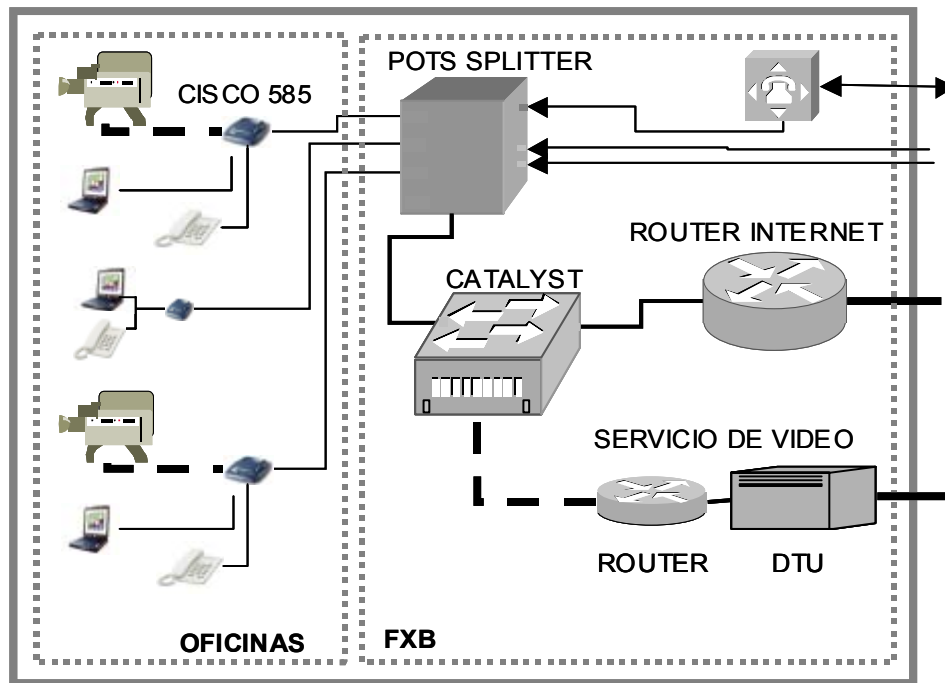 POTS SPLITTER
CISCO 585
ROUTER INTERNET
CATALYST
SERVICIO DE VIDEO
ROUTER
DTU
OFICINAS
FXB